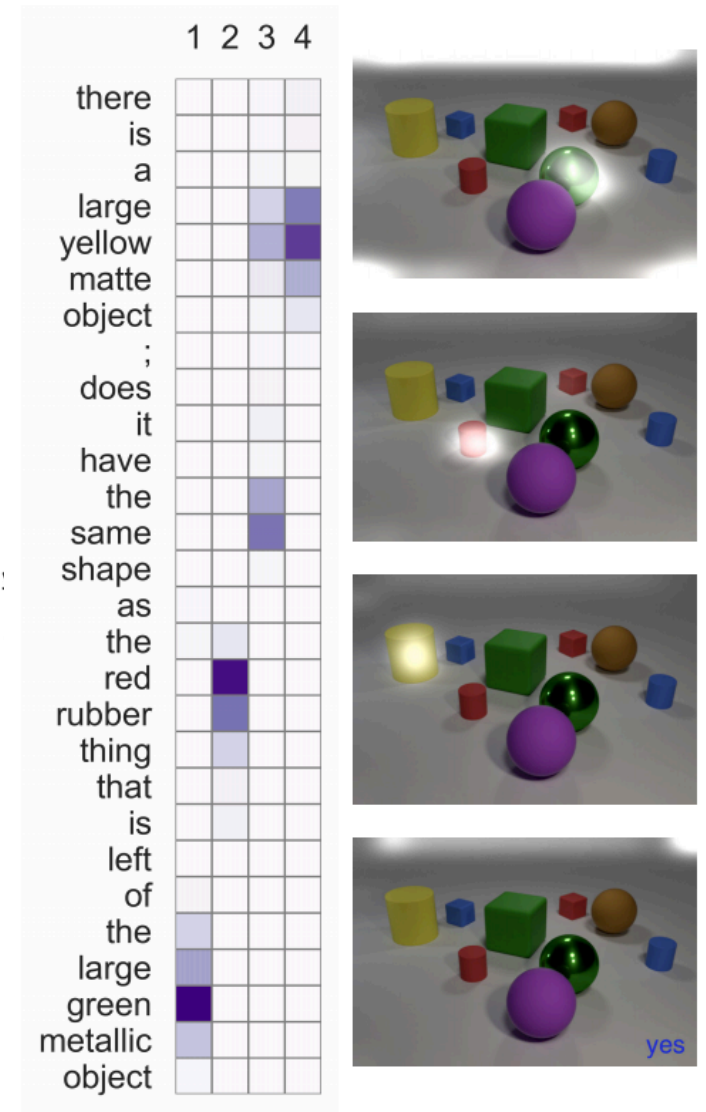 1 2 3 4
there
is
a
large
yellow
matte
object
;
does
it
have
the
same
shape
as
the
red
rubber
thing
that
is
left
of
the
large
green
metallic
object
yes